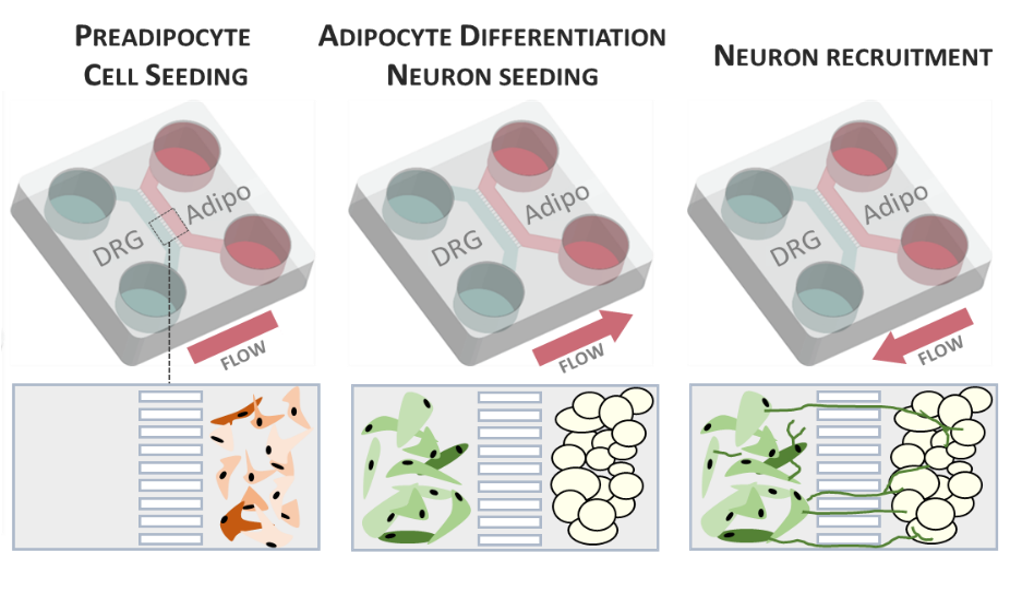 PREADIPOCYTE
CELL SEEDING
ADIPOCYTE DIFFERENTIATION
NEURON SEEDING
NEURON RECRUITMENT
Adipo
DRG
FLOW
Adipo
DRG
FLOW
Adipo
DRG
FLOW